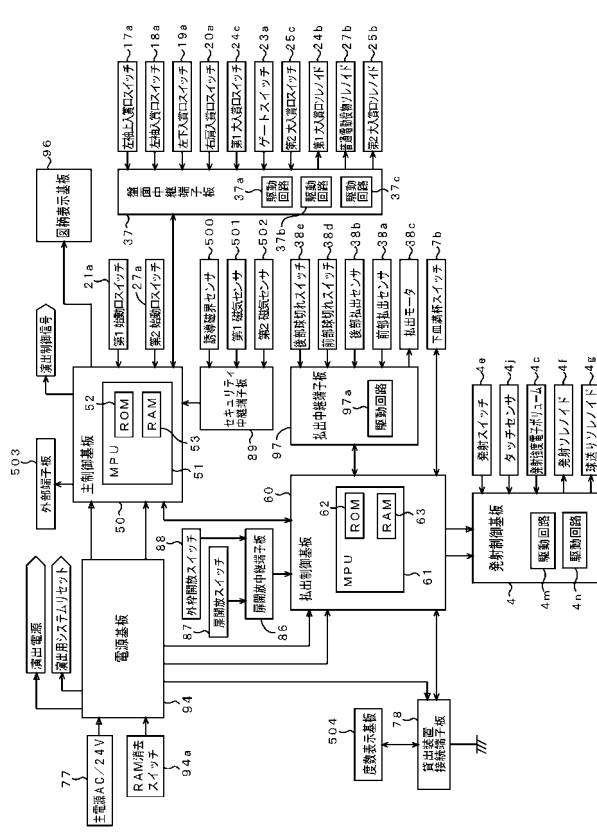 左袖上入賞口スイッチ
17a
左袖入賞口スイッチ
18a
左下入賞口スイッチ
19a
右肩入賞口スイッチ
20a
第1大入賞口スイッチ
24c
ゲートスイッチ
23a
第2大入賞口スイッチ
25c
第1大入賞口ソレノイド
24b
普通電動役物ソレノイド
27b
第2大入賞口ソレノイド
25b
図柄表示基板
96
盤面中継端子板
37
駆動回路
37a
駆動回路
37b
駆動回路
37c
第1始動口スイッチ
21a
第2始動口スイッチ
27a
誘導磁界センサ
500
第1磁気センサ
501
第2磁気センサ
502
後部球切れスイッチ
38e
前部球切れスイッチ
38d
後部払出センサ
38b
前部払出センサ
38a
払出モータ
38c
下皿満杯スイッチ
7b
演出制御信号
外部端子板
503
主制御基板
50
MPU
51
ROM
52
RAM
53
セキュリティ中継端子板
89
払出中継端子板
97
駆動回路
97a
発射スイッチ
4e
タッチセンサ
4j
発射強度電子ボリューム
4c
発射ソレノイド
4f
球送りソレノイド
4g
外枠開放スイッチ
88
扉開放スイッチ
87
扉開放中継端子板
86
払出制御基板
60
MPU
61
ROM
62
RAM
63
発射制御基板
4
駆動回路
4m
駆動回路
4n
演出電源
演出用システムリセット
電源基板
94
主電源AC/24V
77
RAM消去スイッチ
94a
度数表示基板
504
貸出装置接続端子板
78